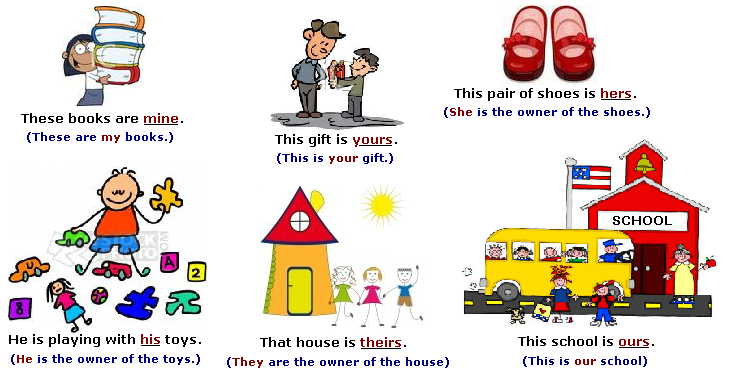 These books are mine.
(These are my books.)
This gift is yours.
(This is your gift.)
This pair of shoes is hers.
(She is the owner of the shoes.)
SCHOOL
A
2
8
He is playing with his toys.
(He is the owner of the toys.)
That house is theirs.
(They are the owner of the house)
This school is ours.
(This is our school)